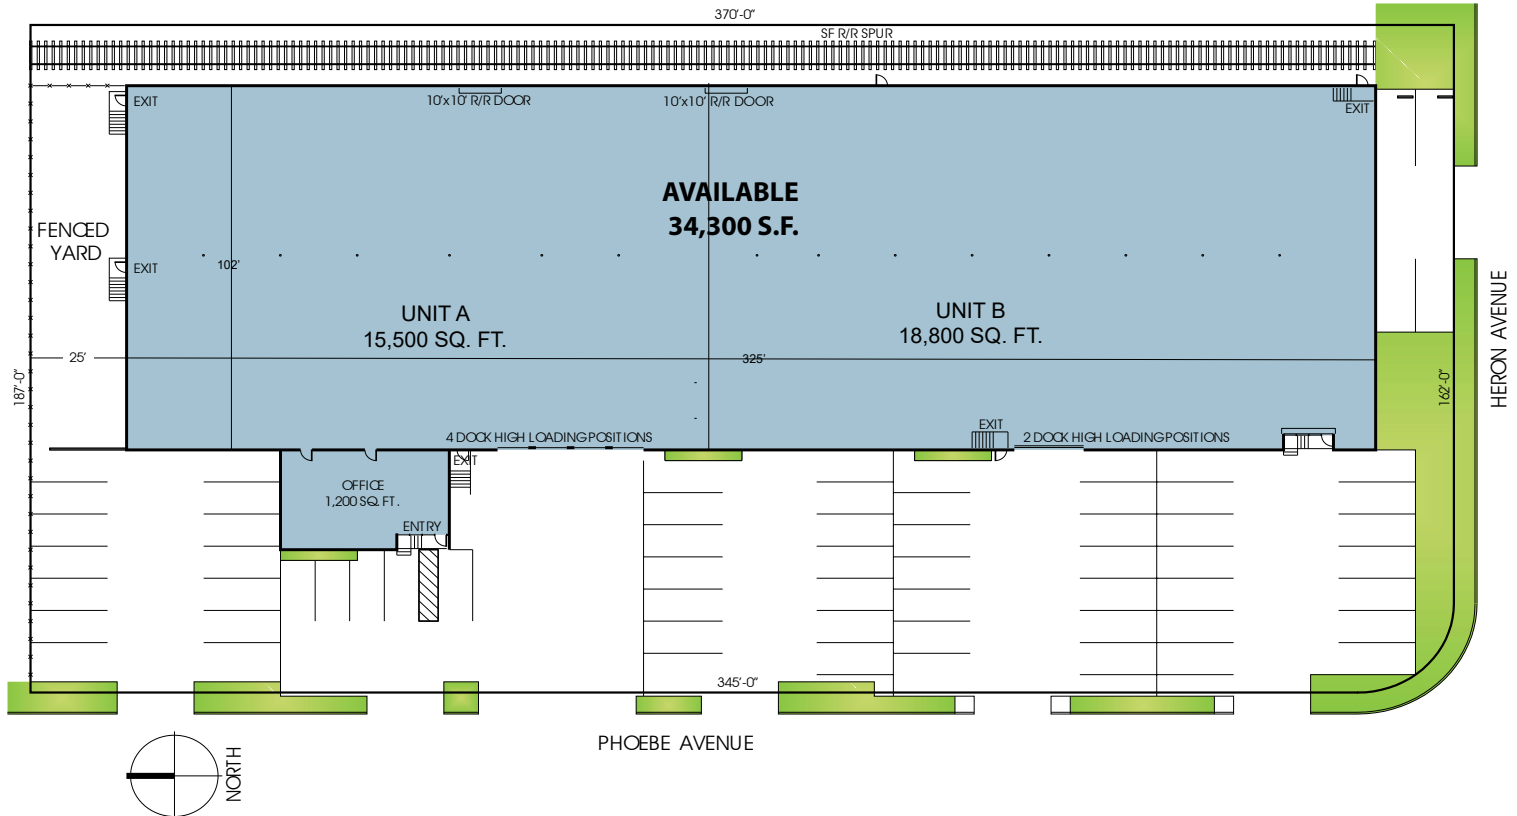 370'-0"
SF R/R SPUR
EXIT
10'x10' R/R DOOR
10'x10' R/R DOOR
EXIT
AVAILABLE
34,300 S.F.
FENCED
YARD
EXIT
102'
UNIT A
15,500 SQ. FT.
UNIT B
18,800 SQ. FT.
25'
325'
187'-0"
162'-0"
HERON AVENUE
4 DOCK HIGH LOADING POSITIONS
EXIT
2 DOCK HIGH LOADING POSITIONS
EXIT
OFFICE
1,200 SQ. FT.
ENTRY
345'-0"
PHOEBE AVENUE
NORTH